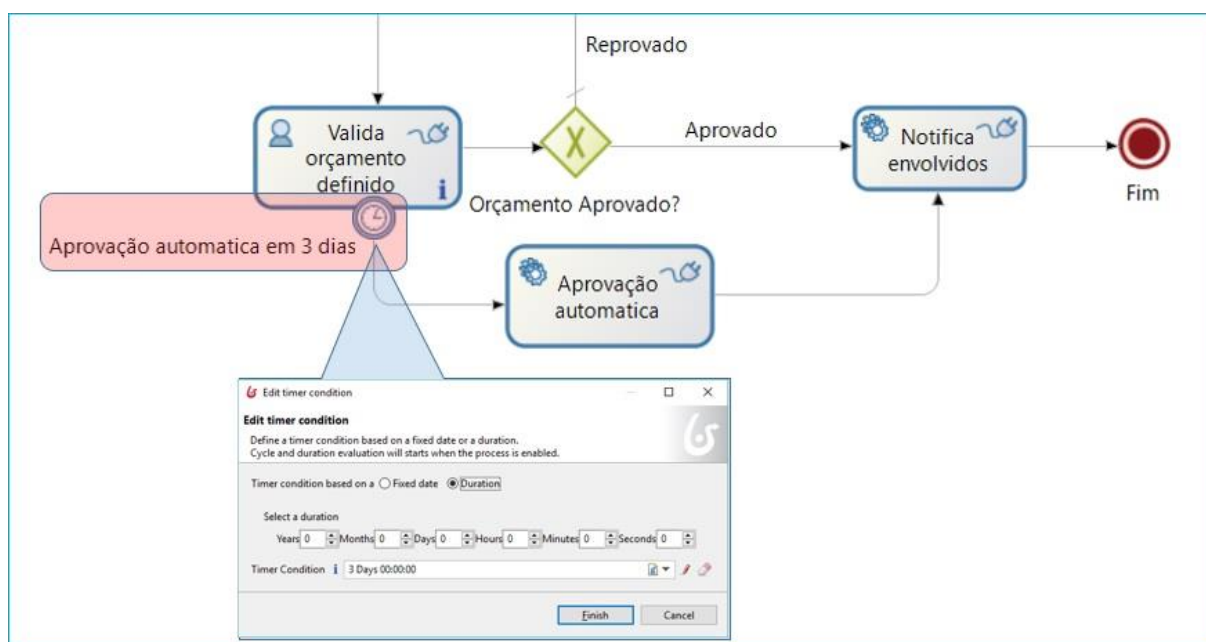 Reprovado
Valida
orçamento
definido
Aprovado
Notifica
envolvidos
Orçamento Aprovado?
Fim
Aprovação automatica em 3 dias
Aprovação
automatica
Edit timer condition
Edit timer condition
Define a timer condition based on a fixed date or a duration.
Cycle and duration evaluation will starts when the process is enabled.
Timer condition based on a Fixed date Duration
Select a duration
Years 0 Months 0 Days 0 Hours 0 Minutes 0 Seconds 0
Timer Condition i 3 Days 00:00:00
Finish Cancel